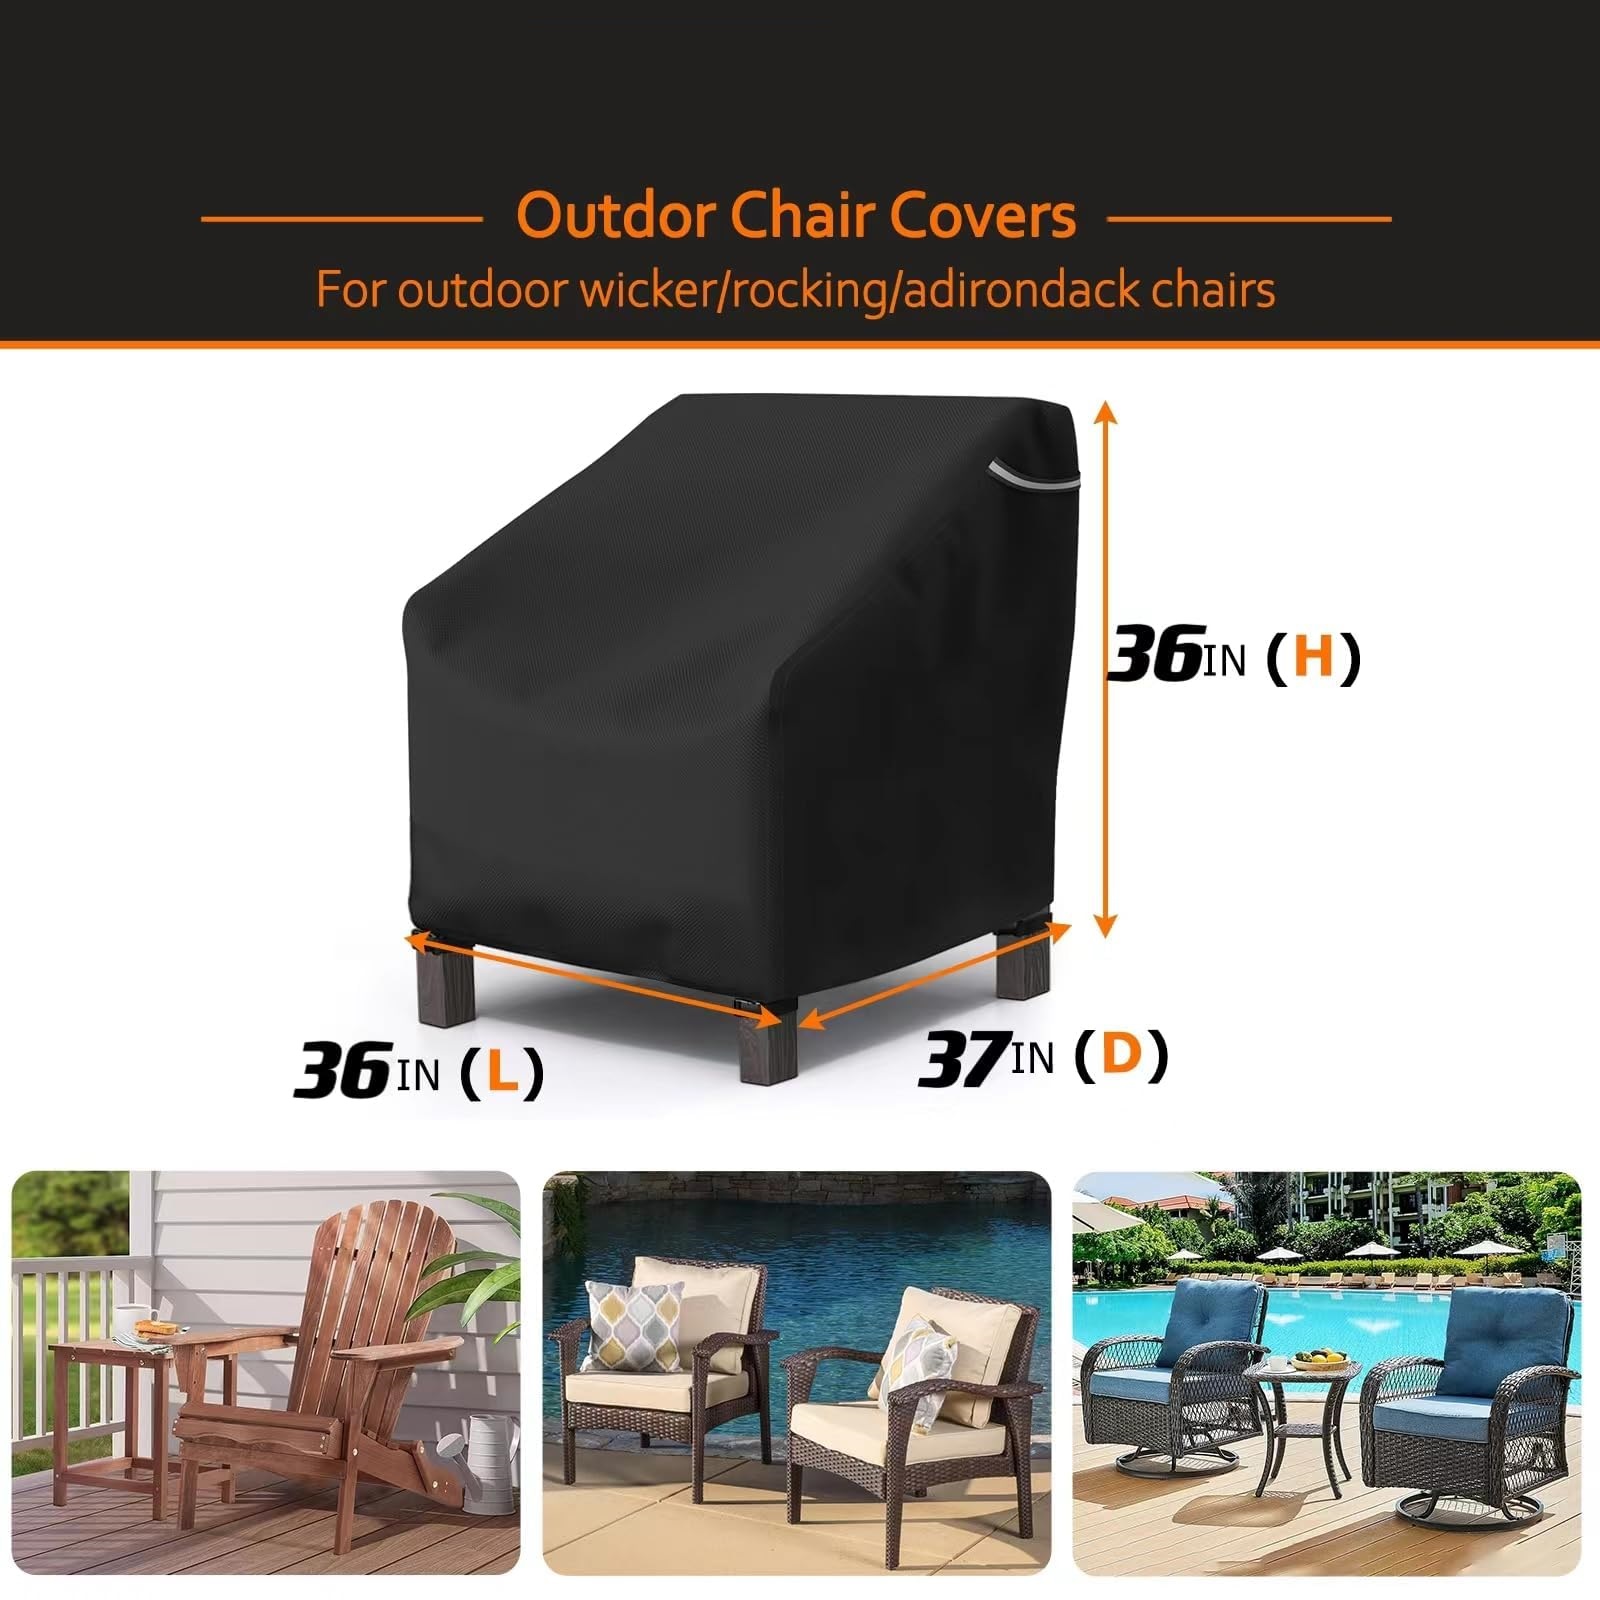 Outdor Chair Covers
For outdoor wicker/rocking/adirondack chairs
36IN (H)
36IN (L)
37IN (D)